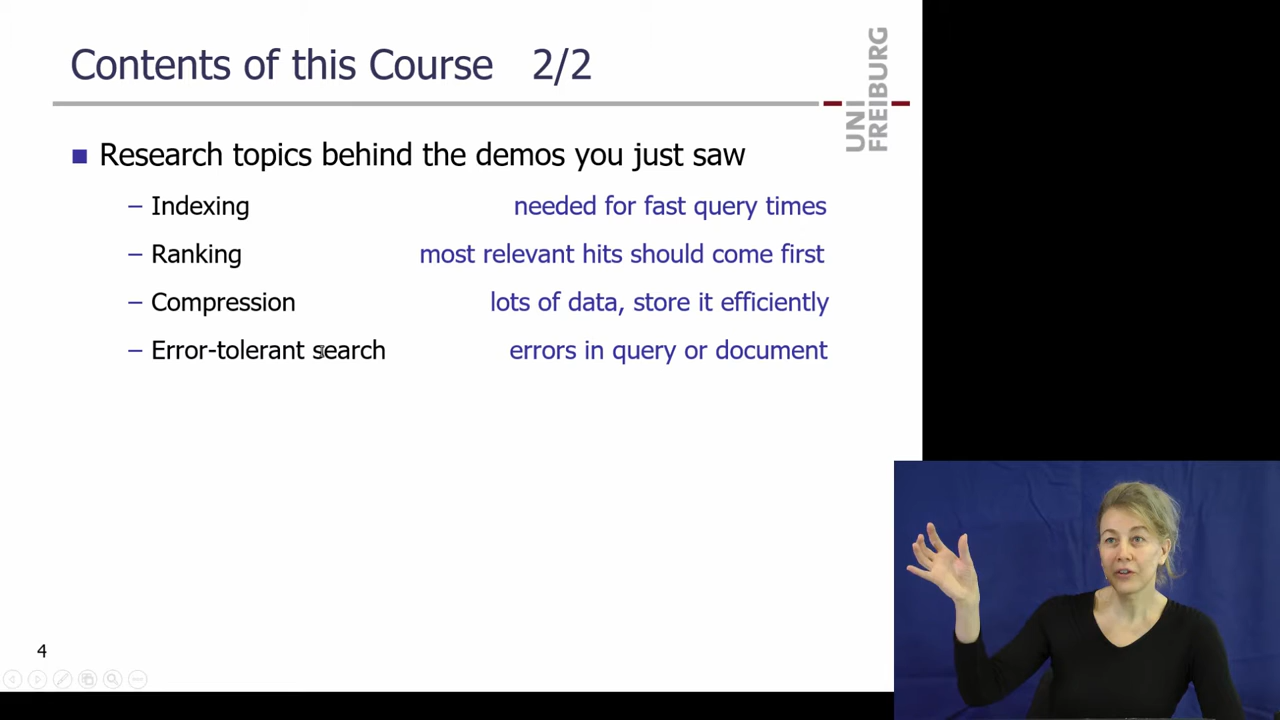 Contents of this Course 2/2
UNI
FREIBURG
Research topics behind the demos you just saw
– Indexing needed for fast query times
– Ranking most relevant hits should come first
– Compression lots of data, store it efficiently
– Error-tolerant search errors in query or document
4